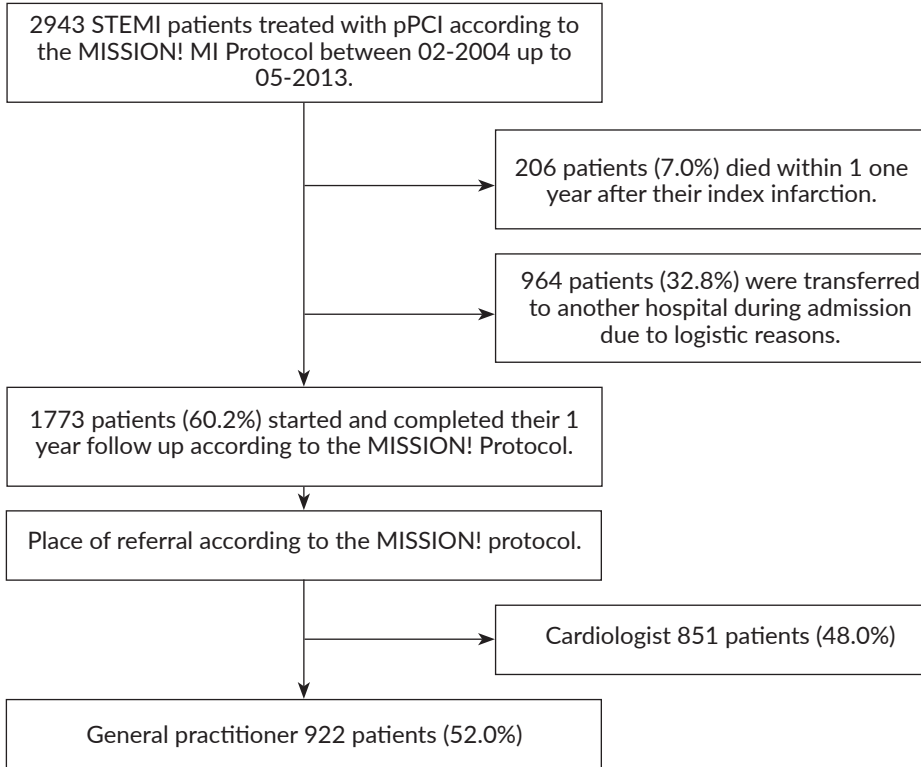 2943 STEMI patients treated with pPCI according to
the MISSION! MI Protocol between 02-2004 up to
05-2013.
206 patients (7.0%) died within 1 one
year after their index infarction.
964 patients (32.8%) were transferred
to another hospital during admission
due to logistic reasons.
1773 patients (60.2%) started and completed their 1
year follow up according to the MISSION! Protocol.
Place of referral according to the MISSION! protocol.
Cardiologist 851 patients (48.0%)
General practitioner 922 patients (52.0%)